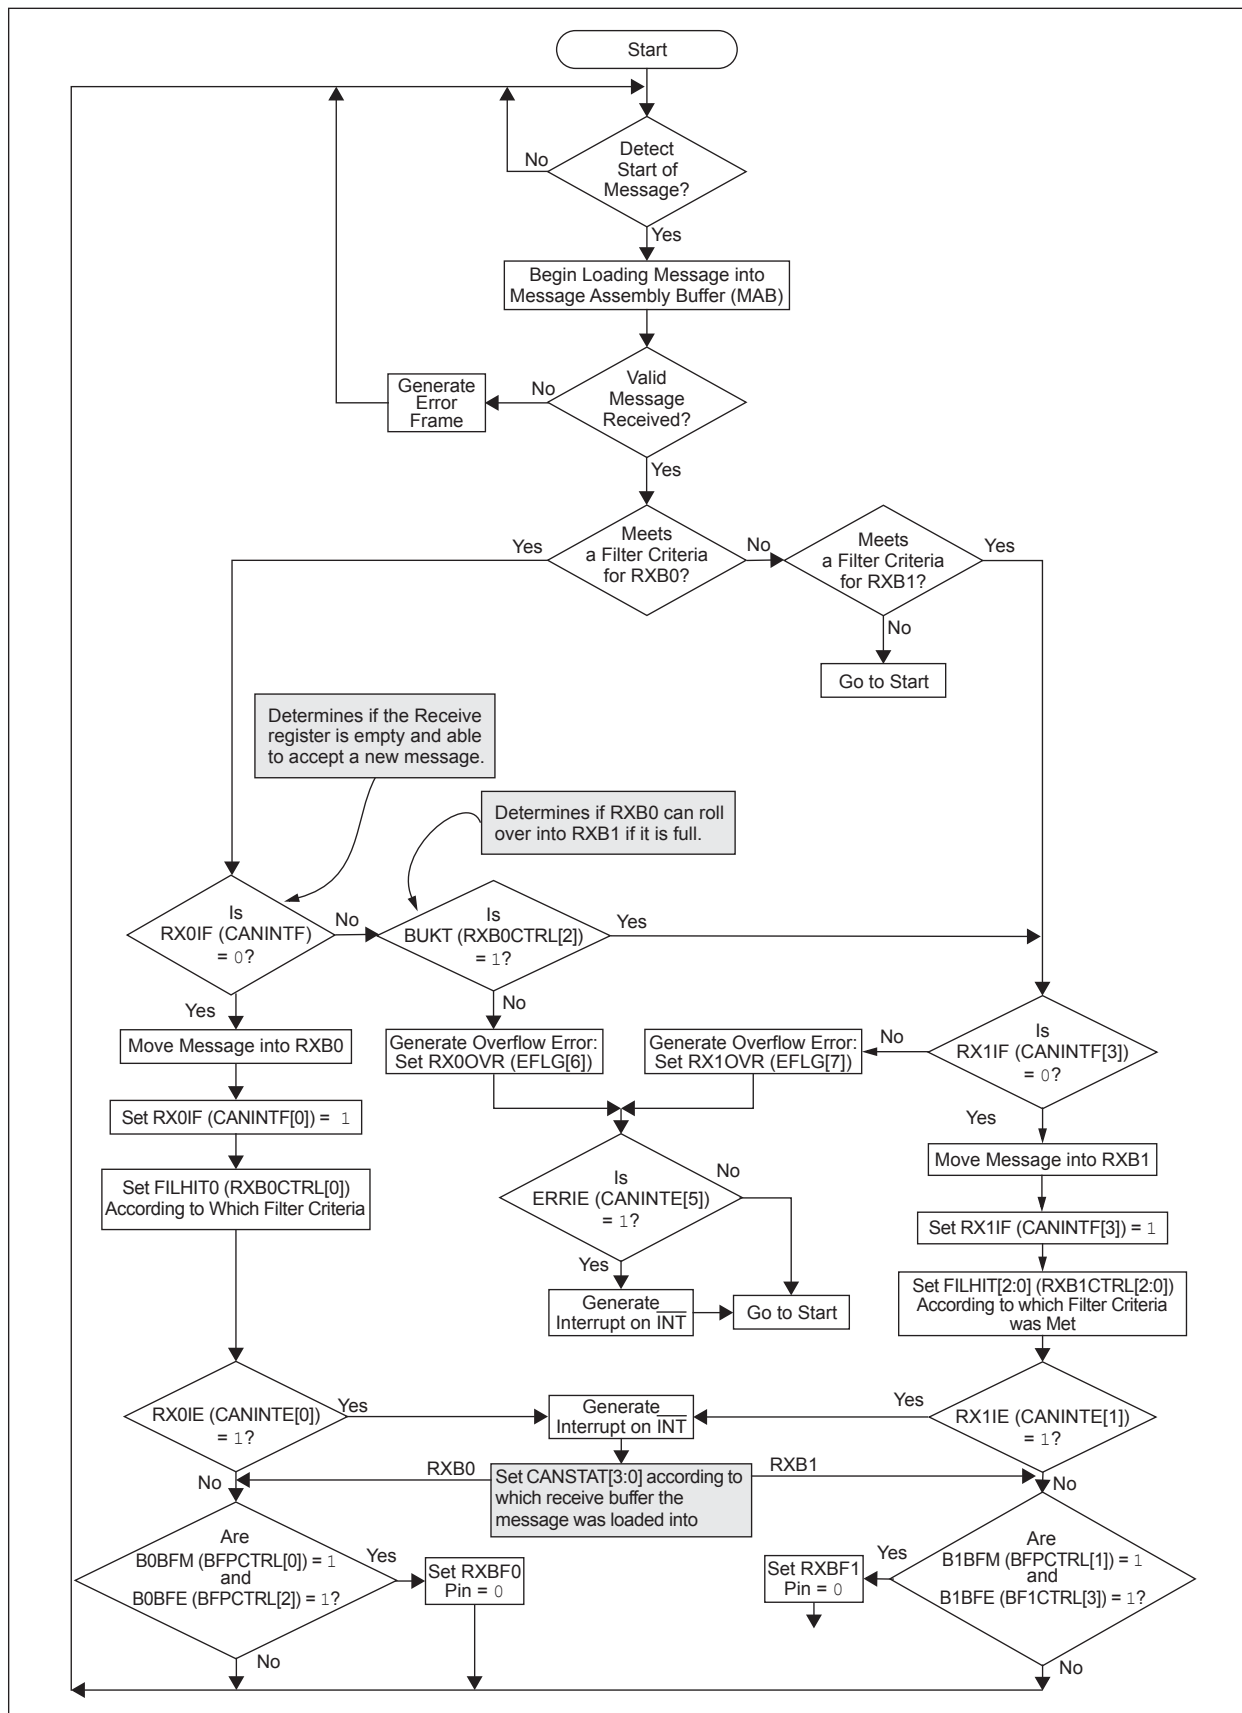 Start
Detect
Start of
Message?
No
Yes
Begin Loading Message into
Message Assembly Buffer (MAB)
Valid
Message
Received?
No
Generate
Error
Frame
Yes
Meets
a Filter Criteria
for RXB0?
Yes
No
Meets
a Filter Criteria
for RXB1?
Yes
No
Go to Start
Determines if the Receive
register is empty and able
to accept a new message.
Determines if RXB0 can roll
over into RXB1 if it is full.
Is
RX0IF (CANINTF)
= 0?
No
Is
BUKT (RXB0CTRL[2])
= 1?
Yes
Yes
No
Move Message into RXB0
Generate Overflow Error:
Set RX0OVR (EFLG[6])
Generate Overflow Error:
Set RX1OVR (EFLG[7])
No
Is
RX1IF (CANINTF[3])
= 0?
Set RX0IF (CANINTF[0]) = 1
Yes
Move Message into RXB1
Set FILHIT0 (RXB0CTRL[0])
According to Which Filter Criteria
Is
ERRIE (CANINTE[5])
= 1?
No
Set RX1IF (CANINTF[3]) = 1
Yes
Generate
Interrupt on INT
Go to Start
Set FILHIT[2:0] (RXB1CTRL[2:0])
According to which Filter Criteria
was Met
RX0IE (CANINTE[0])
= 1?
Yes
Generate
Interrupt on INT
Yes
RX1IE (CANINTE[1])
= 1?
No
RXB0
Set CANSTAT[3:0] according to
which receive buffer the
message was loaded into
RXB1
No
Are
B0BFM (BFPCTRL[0]) = 1
and
B0BFE (BFPCTRL[2]) = 1?
Yes
Set RXBF0
Pin = 0
Set RXBF1
Pin = 0
Yes
Are
B1BFM (BFPCTRL[1]) = 1
and
B1BFE (BF1CTRL[3]) = 1?
No
No